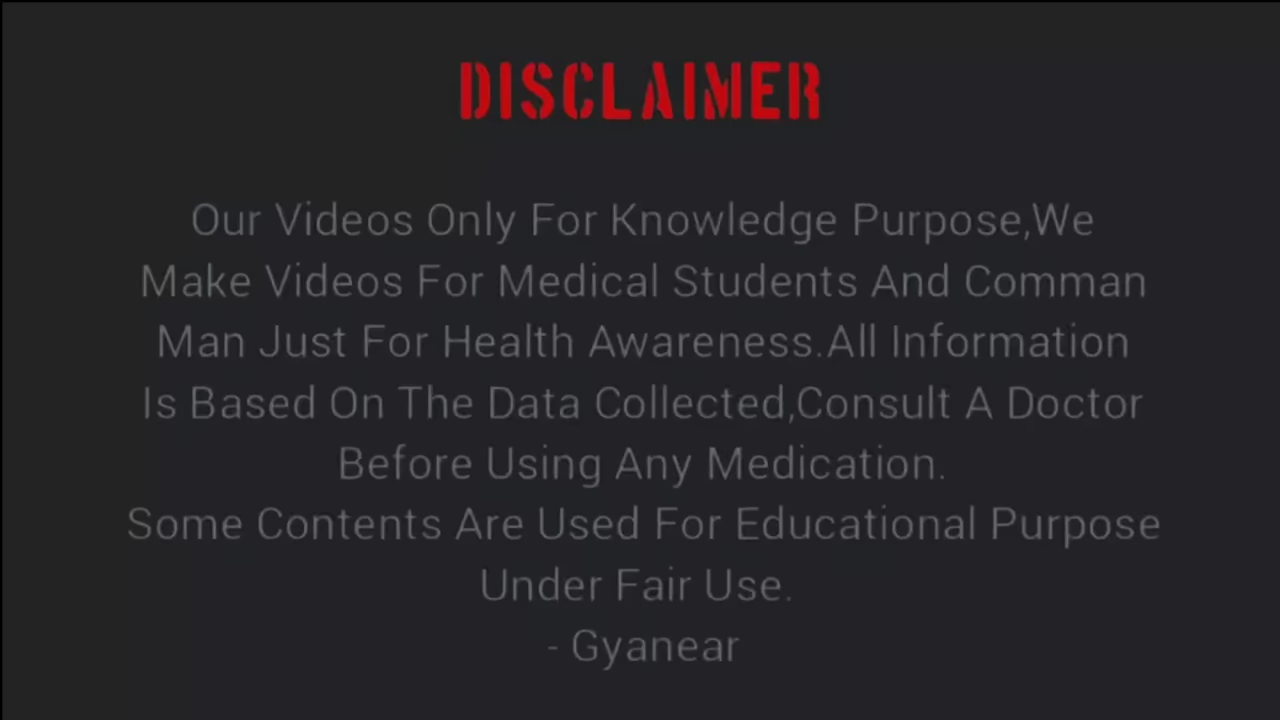 DISCLAIMER
Our Videos Only For Knowledge Purpose,We
Make Videos For Medical Students And Comman
Man Just For Health Awareness.All Information
Is Based On The Data Collected,Consult A Doctor
Before Using Any Medication.
Some Contents Are Used For Educational Purpose
Under Fair Use.
- Gyanear